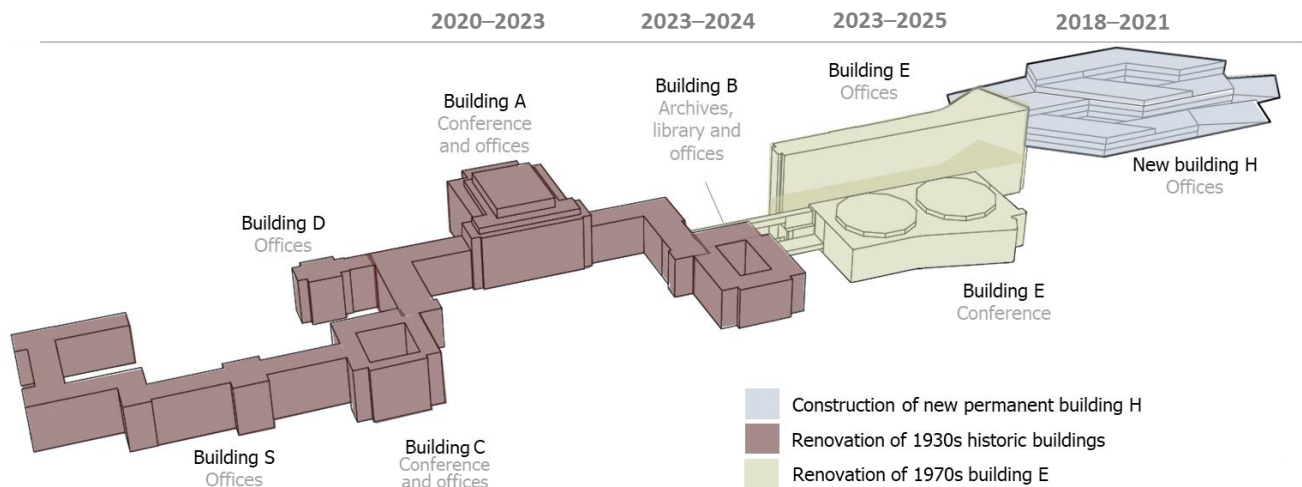 2020–2023
2023–2024
2023–2025
2018–2021
Building E
Offices
Building B
Archives,
library and
offices
Building A
Conference
and offices
New building H
Offices
Building D
Offices
Building E
Conference
Construction of new permanent building H
Renovation of 1930s historic buildings
Renovation of 1970s building E
Building C
Conference
and offices
Building S
Offices